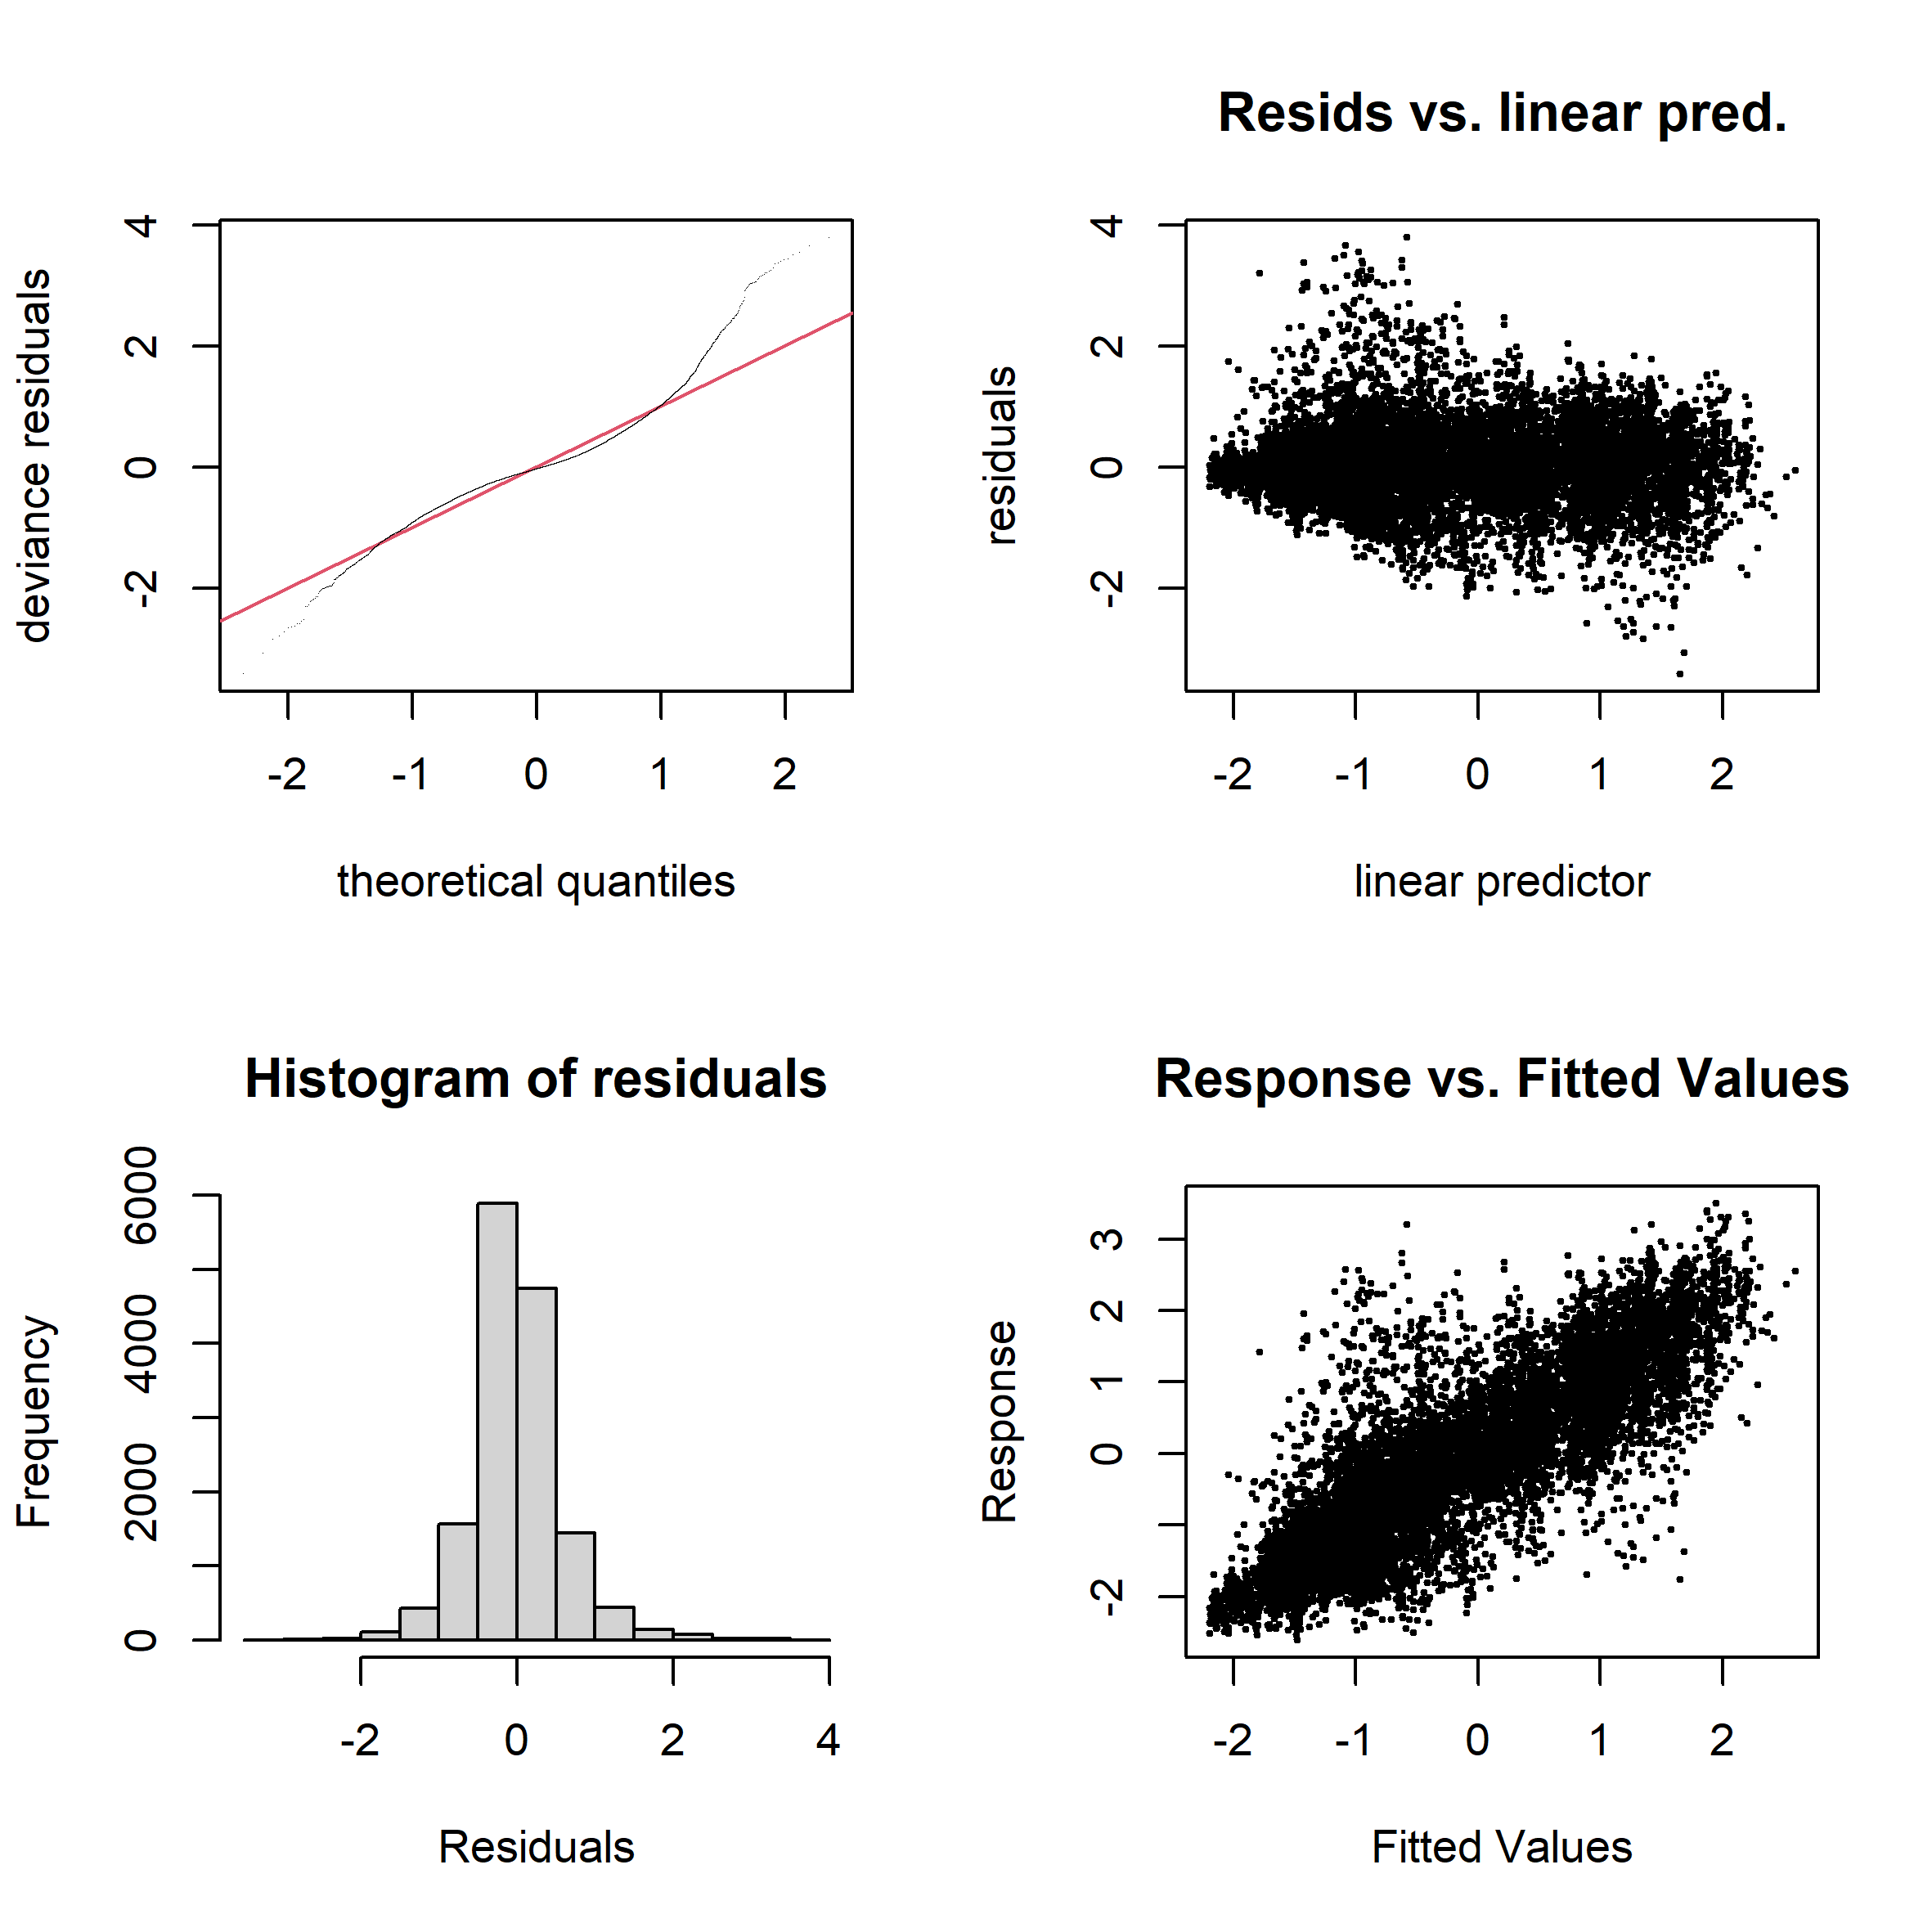 4
2
0
-2
deviance residuals
-2 -1 0 1 2
theoretical quantiles
Resids vs. linear pred.
4
2
0
-2
residuals
-2 -1 0 1 2
linear predictor
Histogram of residuals
6000
4000
2000
0
Frequency
-2 0 2 4
Residuals
Response vs. Fitted Values
3
2
1
0
-2
Response
-2 -1 0 1 2
Fitted Values